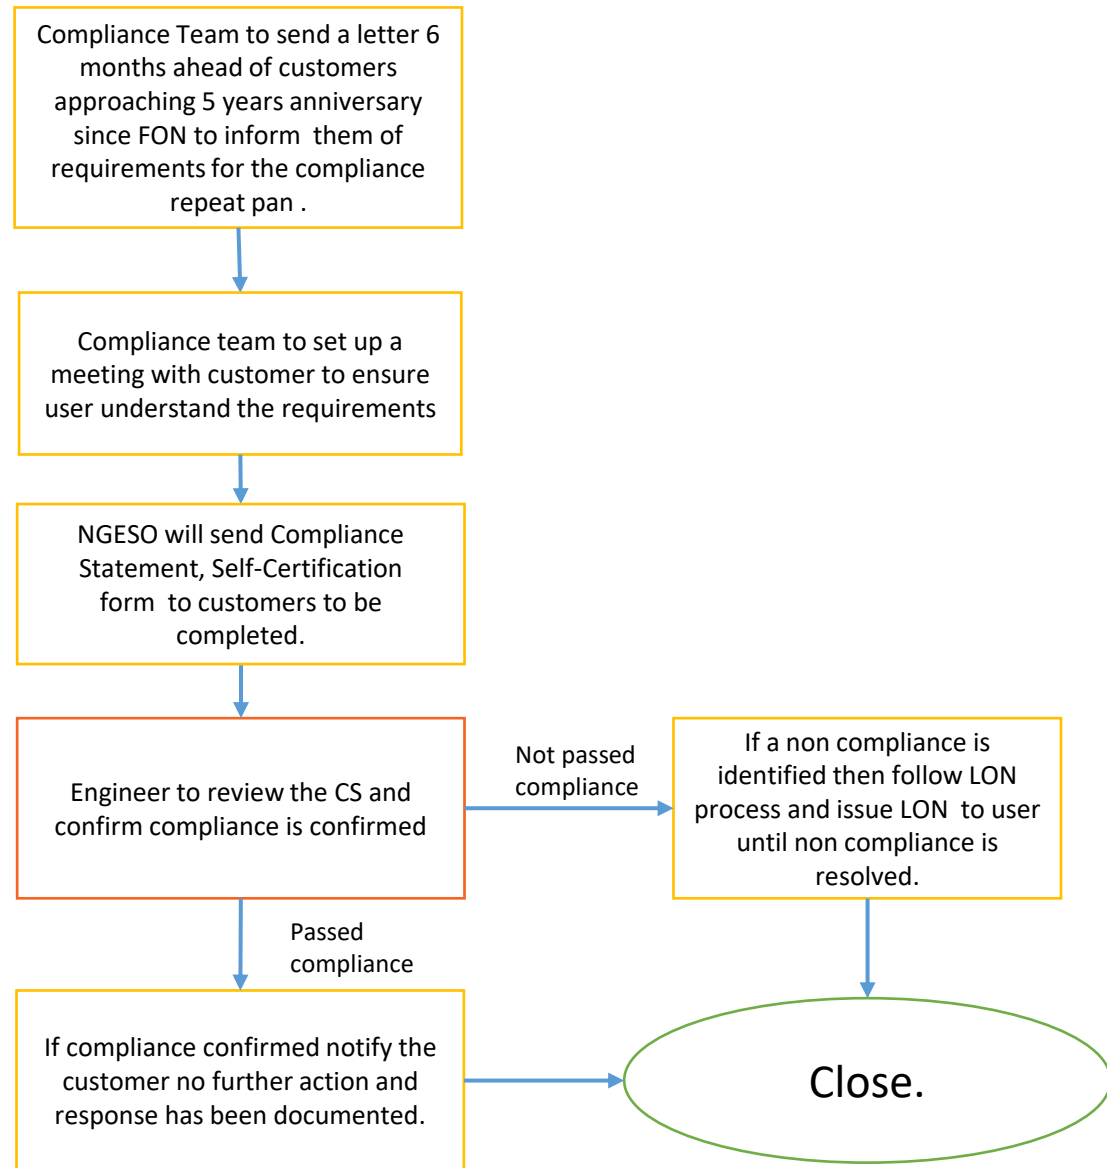 Compliance Team to send a letter 6
months ahead of customers
approaching 5 years anniversary
since FON to inform  them of
requirements for the compliance
repeat pan .
Compliance team to set up a
meeting with customer to ensure
user understand the requirements
NGESO will send Compliance
Statement, Self-Certification
form  to customers to be
completed.
Engineer to review the CS and
confirm compliance is confirmed
Not passed
compliance
If a non compliance is
identified then follow LON
process and issue LON  to user
until non compliance is
resolved.
Passed
compliance
If compliance confirmed notify the
customer no further action and
response has been documented.
Close.